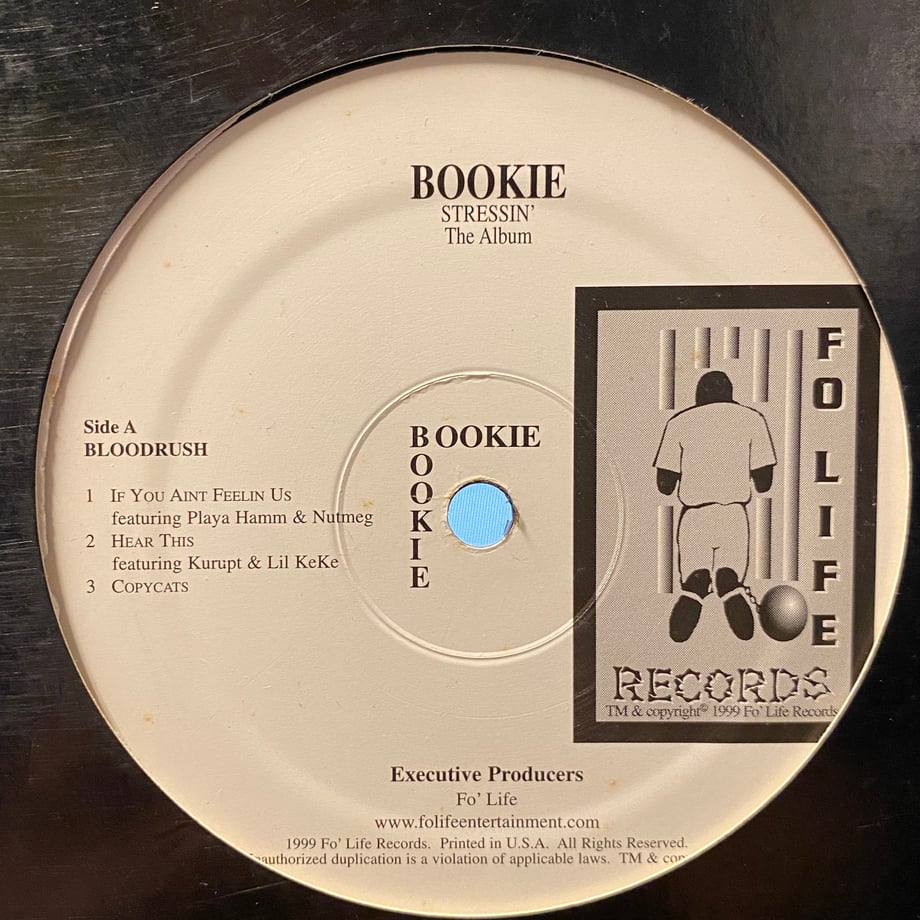 BOOKIE
STRESSIN'
The Album
Side A
BLOODRUSH
1 IF YOU AINT FEELIN US
featuring Playa Hamm & Nutmeg
2 HEAR THIS
featuring Kurupt & Lil KeKe
3 COPYCATS
BOOKIE
BOOKIE
FO LIFE
RECORDS
TM & copyright© 1999 Fo' Life Records
Executive Producers
Fo' Life
www.folifeentertainment.com
1999 Fo' Life Records. Printed in U.S.A. All Rights Reserved.
duplication is a violation of applicable laws. TM &